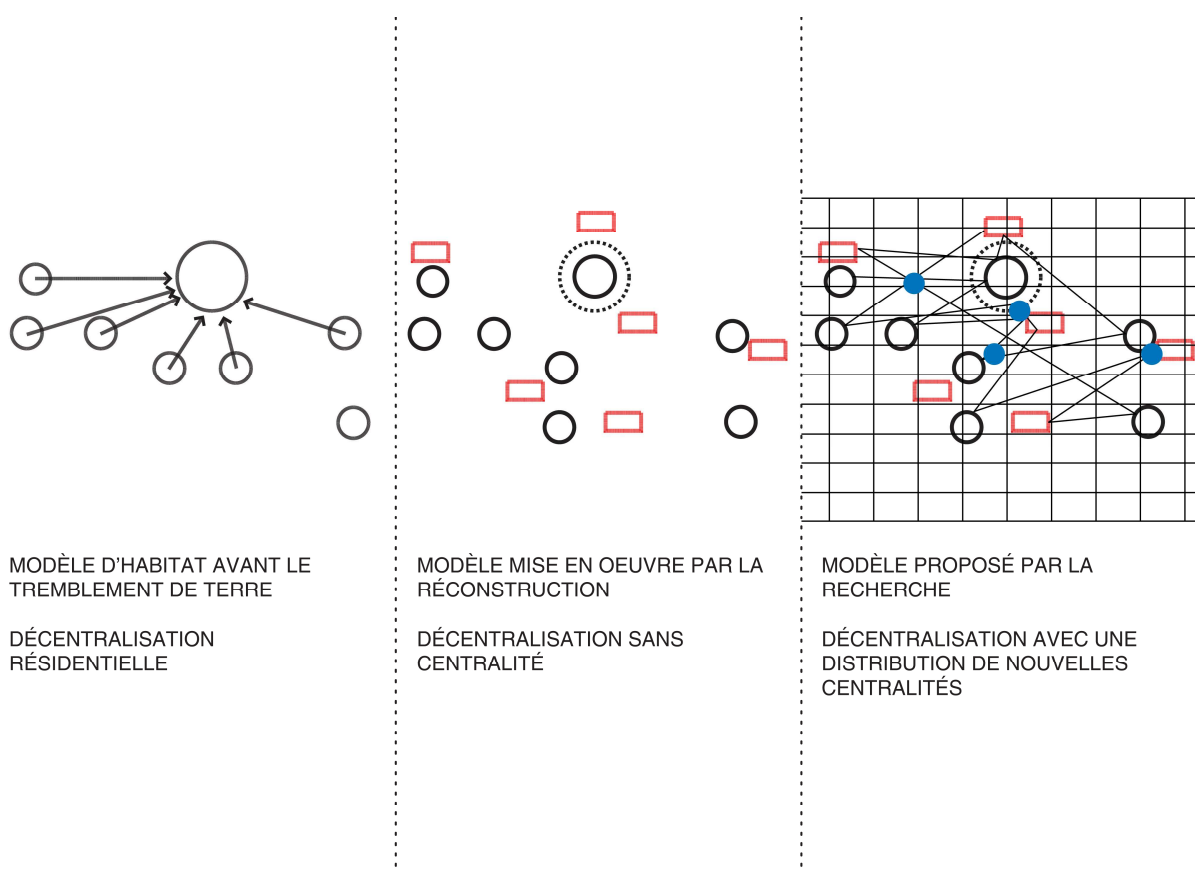 MODÈLE D'HABITAT AVANT LE
TREMBLEMENT DE TERRE
DÉCENTRALISATION
RÉSIDENTIELLE
MODÈLE MISE EN OEUVRE PAR LA
RÉCONSTRUCTION
DÉCENTRALISATION SANS
CENTRALITÉ
MODÈLE PROPOSÉ PAR LA
RECHERCHE
DÉCENTRALISATION AVEC UNE
DISTRIBUTION DE NOUVELLES
CENTRALITÉS